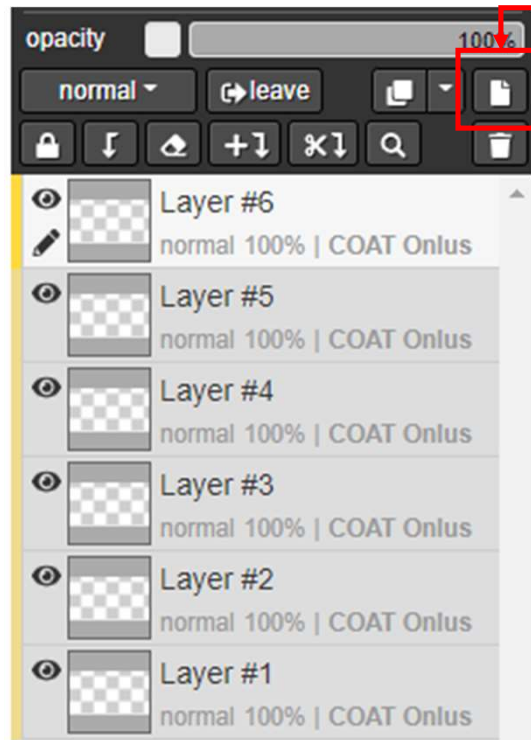 opacity 100%
normal leave
Layer #6
normal 100% | COAT Onlus
Layer #5
normal 100% | COAT Onlus
Layer #4
normal 100% | COAT Onlus
Layer #3
normal 100% | COAT Onlus
Layer #2
normal 100% | COAT Onlus
Layer #1
normal 100% | COAT Onlus